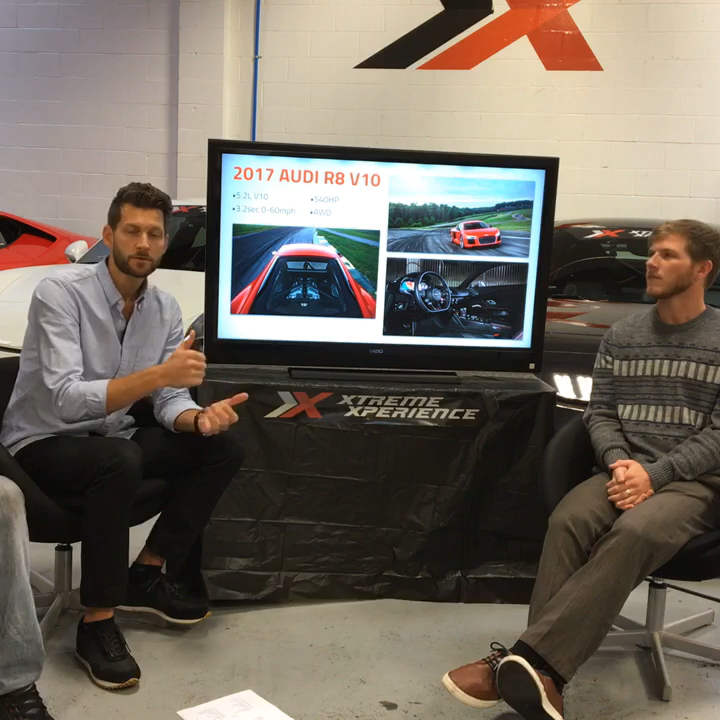 2017 AUDI R8 V10
•5.2L V10 •540HP
•3.2sec 0-60mph •AWD
VIZIO
XTREME
XPERIENCE